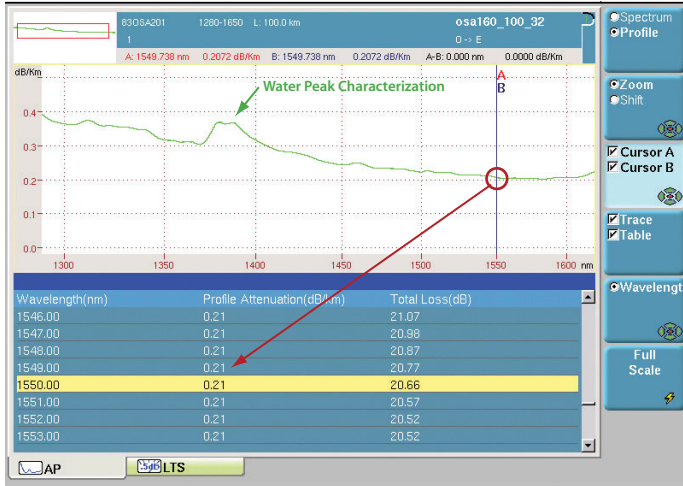 83OSA201 1280-1650 L: 100.0 km osa160_100_32
1 O -> E
A: 1549.738 nm 0.2072 dB/Km B: 1549.738 nm 0.2072 dB/Km A-B: 0.000 nm 0.0000 dB/Km
dB/Km
Water Peak Characterization
A
B
0.4
0.3
0.2
0.1
0.0
1300 1350 1400 1450 1500 1550 1600 nm
Wavelength(nm) Profile Attenuation(dB/km) Total Loss(dB)
1546.00 0.21 21.07
1547.00 0.21 20.98
1548.00 0.21 20.87
1549.00 0.21 20.77
1550.00 0.21 20.66
1551.00 0.21 20.57
1552.00 0.21 20.52
1553.00 0.21 20.52
AP .5dB LTS
Spectrum
Profile
Zoom
Shift
Cursor A
Cursor B
Trace
Table
Wavelengt
Full
Scale